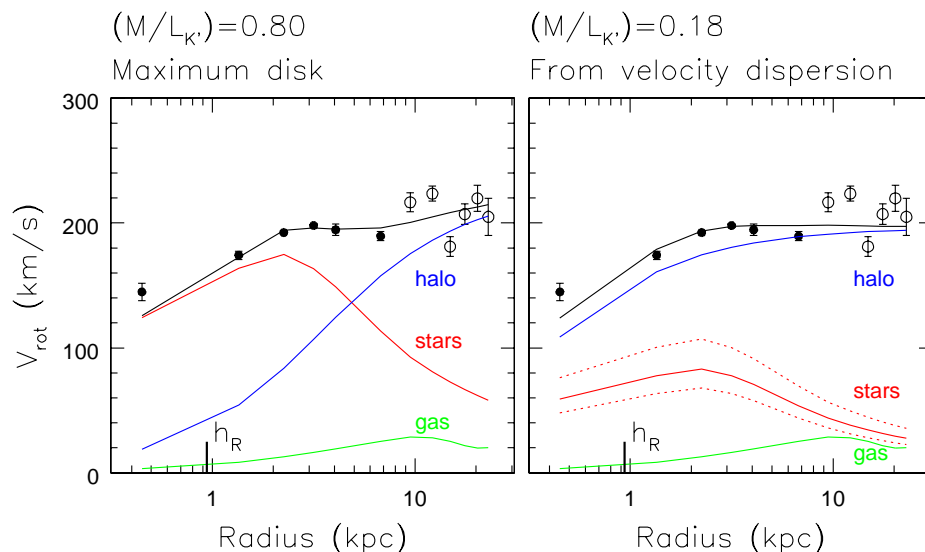 (M/L_K')=0.80
Maximum disk
(M/L_K')=0.18
From velocity dispersion
300
200
100
0
V_rot (km/s)
halo
stars
gas
h_R
1
10
Radius (kpc)
halo
stars
gas
h_R
1
10
Radius (kpc)